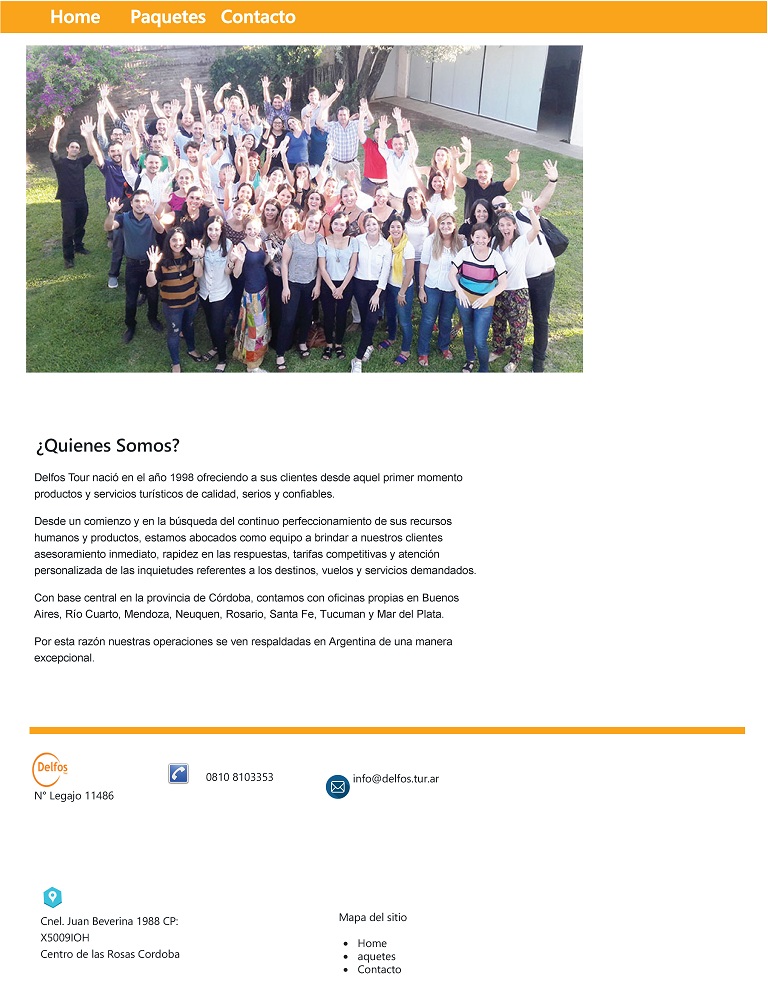 Home Paquetes Contacto
¿Quienes Somos?
Delfos Tour nació en el año 1998 ofreciendo a sus clientes desde aquel primer momento
productos y servicios turísticos de calidad, serios y confiables.
Desde un comienzo y en la búsqueda del continuo perfeccionamiento de sus recursos
humanos y productos, estamos abocados como equipo a brindar a nuestros clientes
asesoramiento inmediato, rapidez en las respuestas, tarifas competitivas y atención
personalizada de las inquietudes referentes a los destinos, vuelos y servicios demandados.
Con base central en la provincia de Córdoba, contamos con oficinas propias en Buenos
Aires, Río Cuarto, Mendoza, Neuquen, Rosario, Santa Fe, Tucuman y Mar del Plata.
Por esta razón nuestras operaciones se ven respaldadas en Argentina de una manera
excepcional.
Delfos
N° Legajo 11486
0810 8103353
info@delfos.tur.ar
Cnel. Juan Beverina 1988 CP:
X5009IOH
Centro de las Rosas Cordoba
Mapa del sitio
• Home
• aquetes
• Contacto